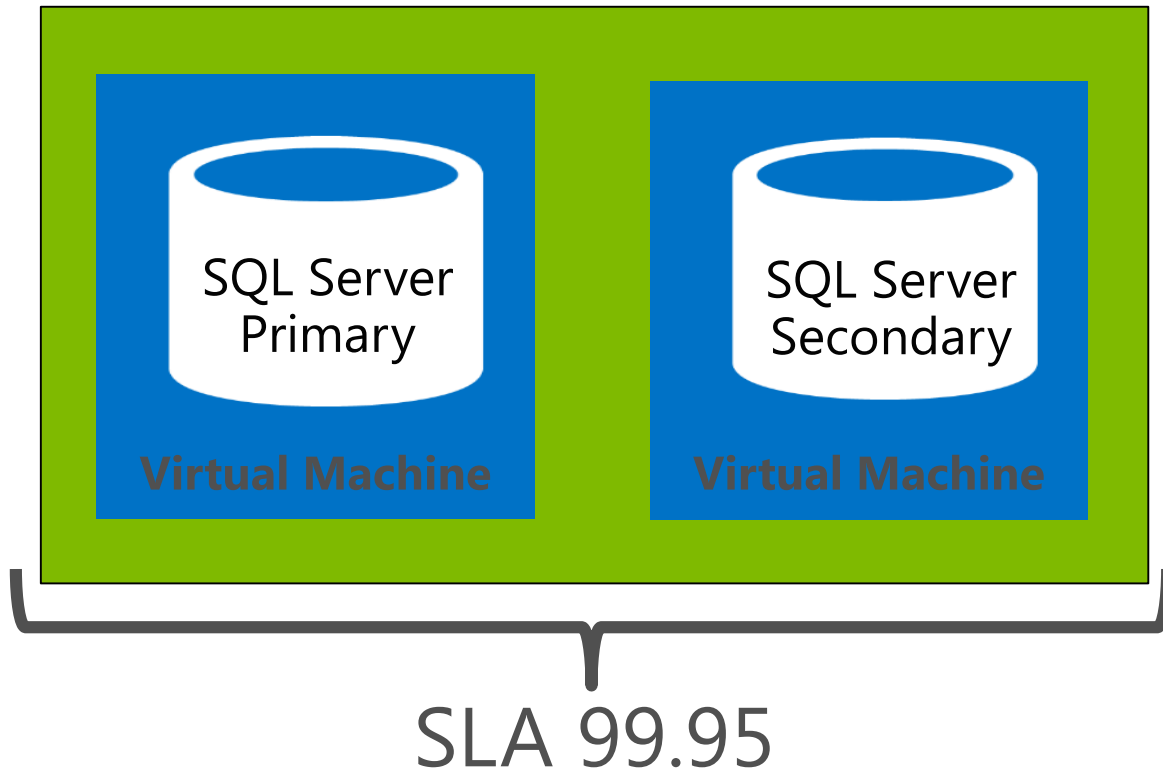 SQL Server
Primary
Virtual Machine
SQL Server
Secondary
Virtual Machine
SLA 99.95